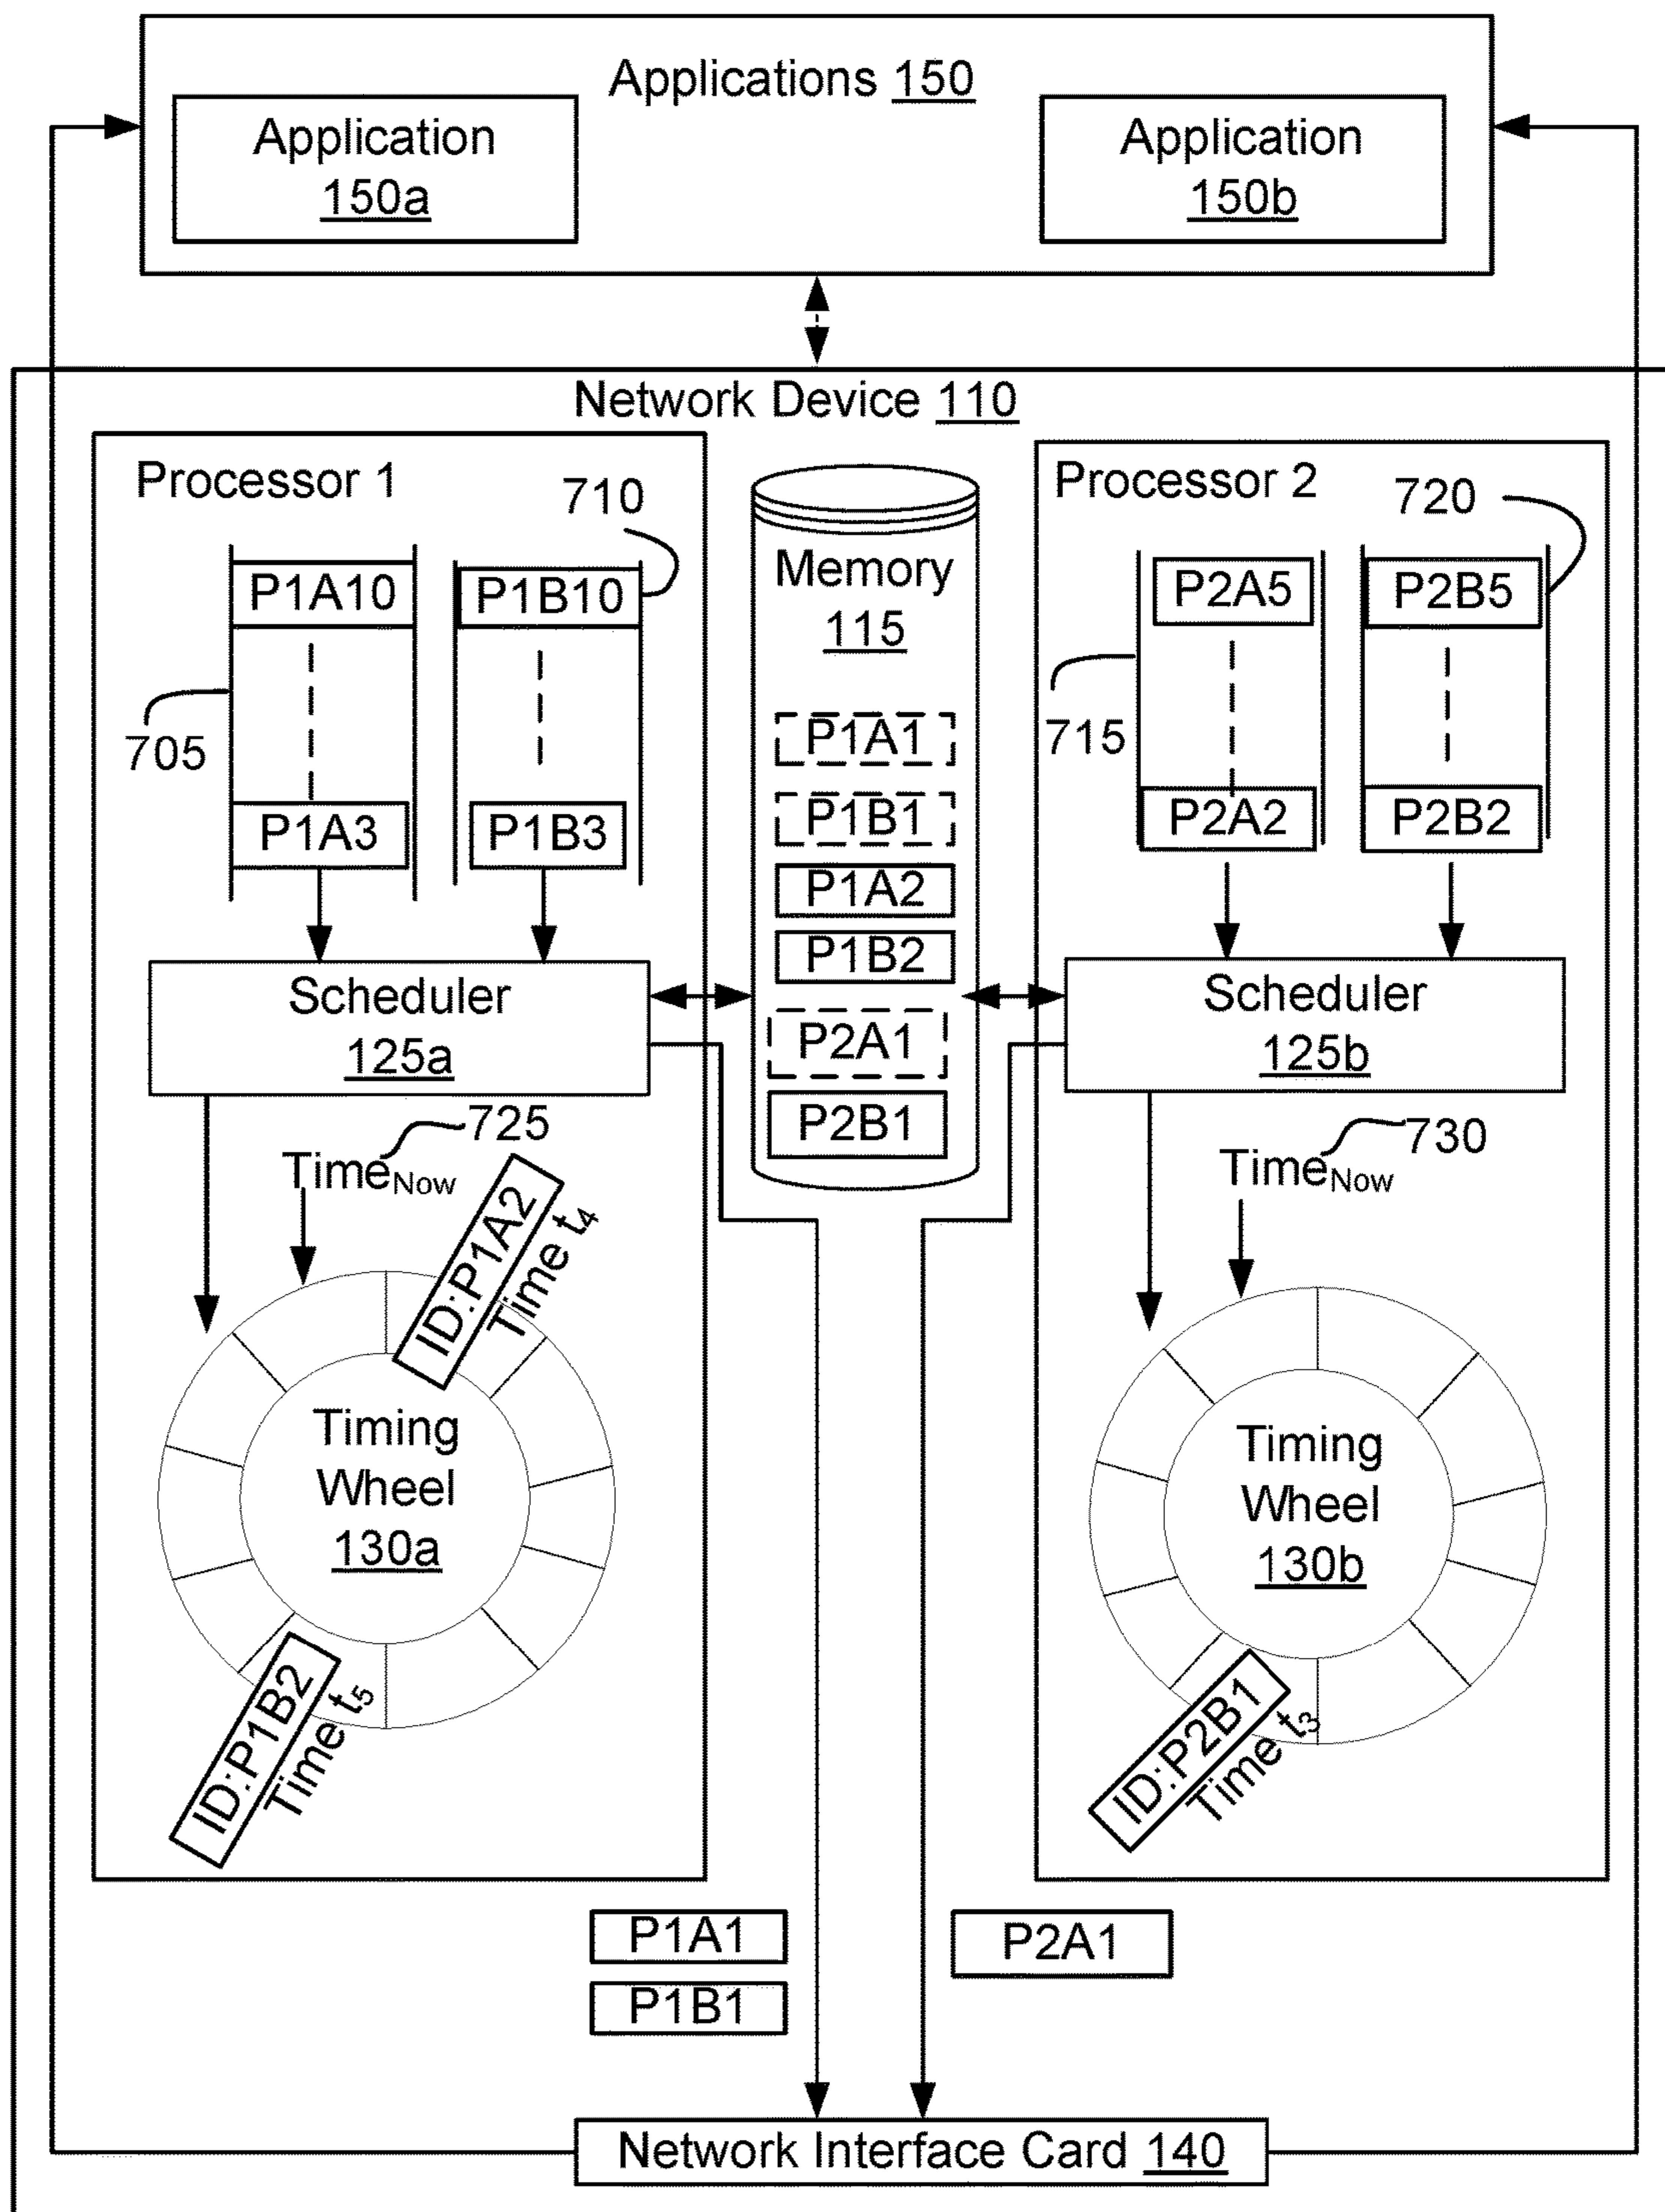 Applications 150
Application
150a
Application
150b
Network Device 110
Processor 1
710
P1A10
P1B10
705
P1A3
P1B3
Scheduler
125a
725
TimeNow
ID:P1A2
Time t4
Timing
Wheel
130a
ID:P1B2
Time t5
Memory
115
P1A1
P1B1
P1A2
P1B2
P2A1
P2B1
Processor 2
720
P2A5
P2B5
715
P2A2
P2B2
Scheduler
125b
730
TimeNow
Timing
Wheel
130b
ID:P2B1
Time t3
P1A1
P1B1
P2A1
Network Interface Card 140